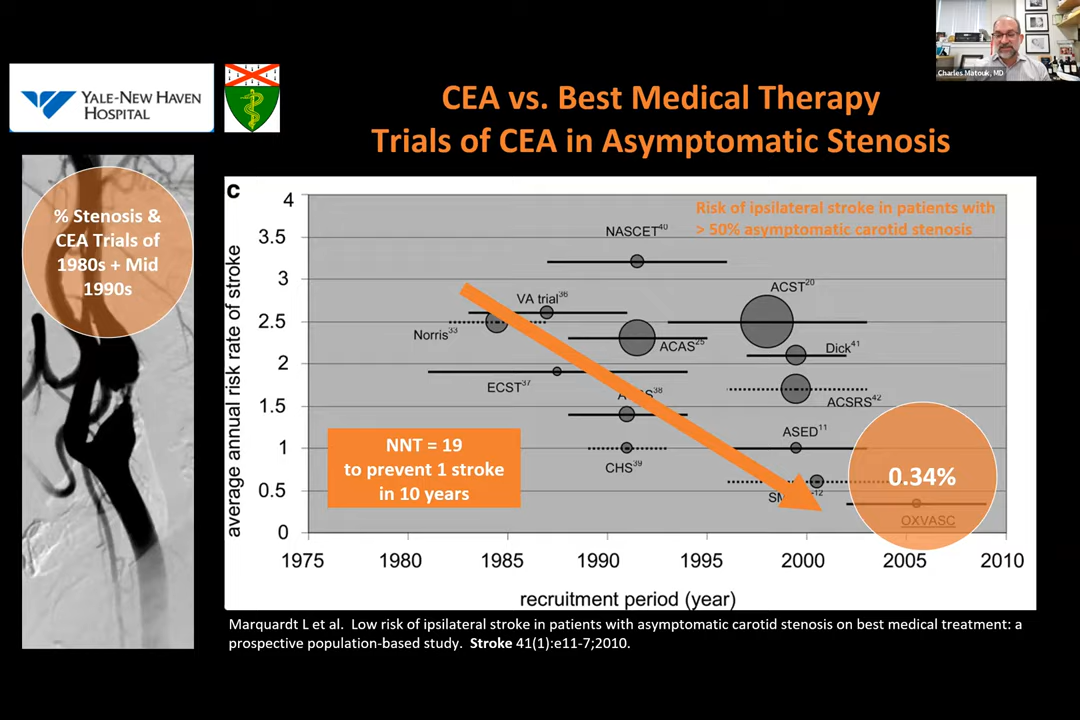 Charles Matouk, MD
YALE-NEW HAVEN
HOSPITAL
CEA vs. Best Medical Therapy
Trials of CEA in Asymptomatic Stenosis
% Stenosis &
CEA Trials of
1980s + Mid
1990s
c
Risk of ipsilateral stroke in patients with
> 50% asymptomatic carotid stenosis
average annual risk rate of stroke
4
3.5
3
2.5
2
1.5
1
0.5
0
NASCET40
VA trial36
Norris33
ACAS25
ECST37
38
CHS39
ACST20
Dick41
ACSRS42
ASED11
12
OXVASC
0.34%
NNT = 19
to prevent 1 stroke
in 10 years
1975 1980 1985 1990 1995 2000 2005 2010
recruitment period (year)
Marquardt L et al. Low risk of ipsilateral stroke in patients with asymptomatic carotid stenosis on best medical treatment: a
prospective population-based study. Stroke 41(1):e11-7;2010.